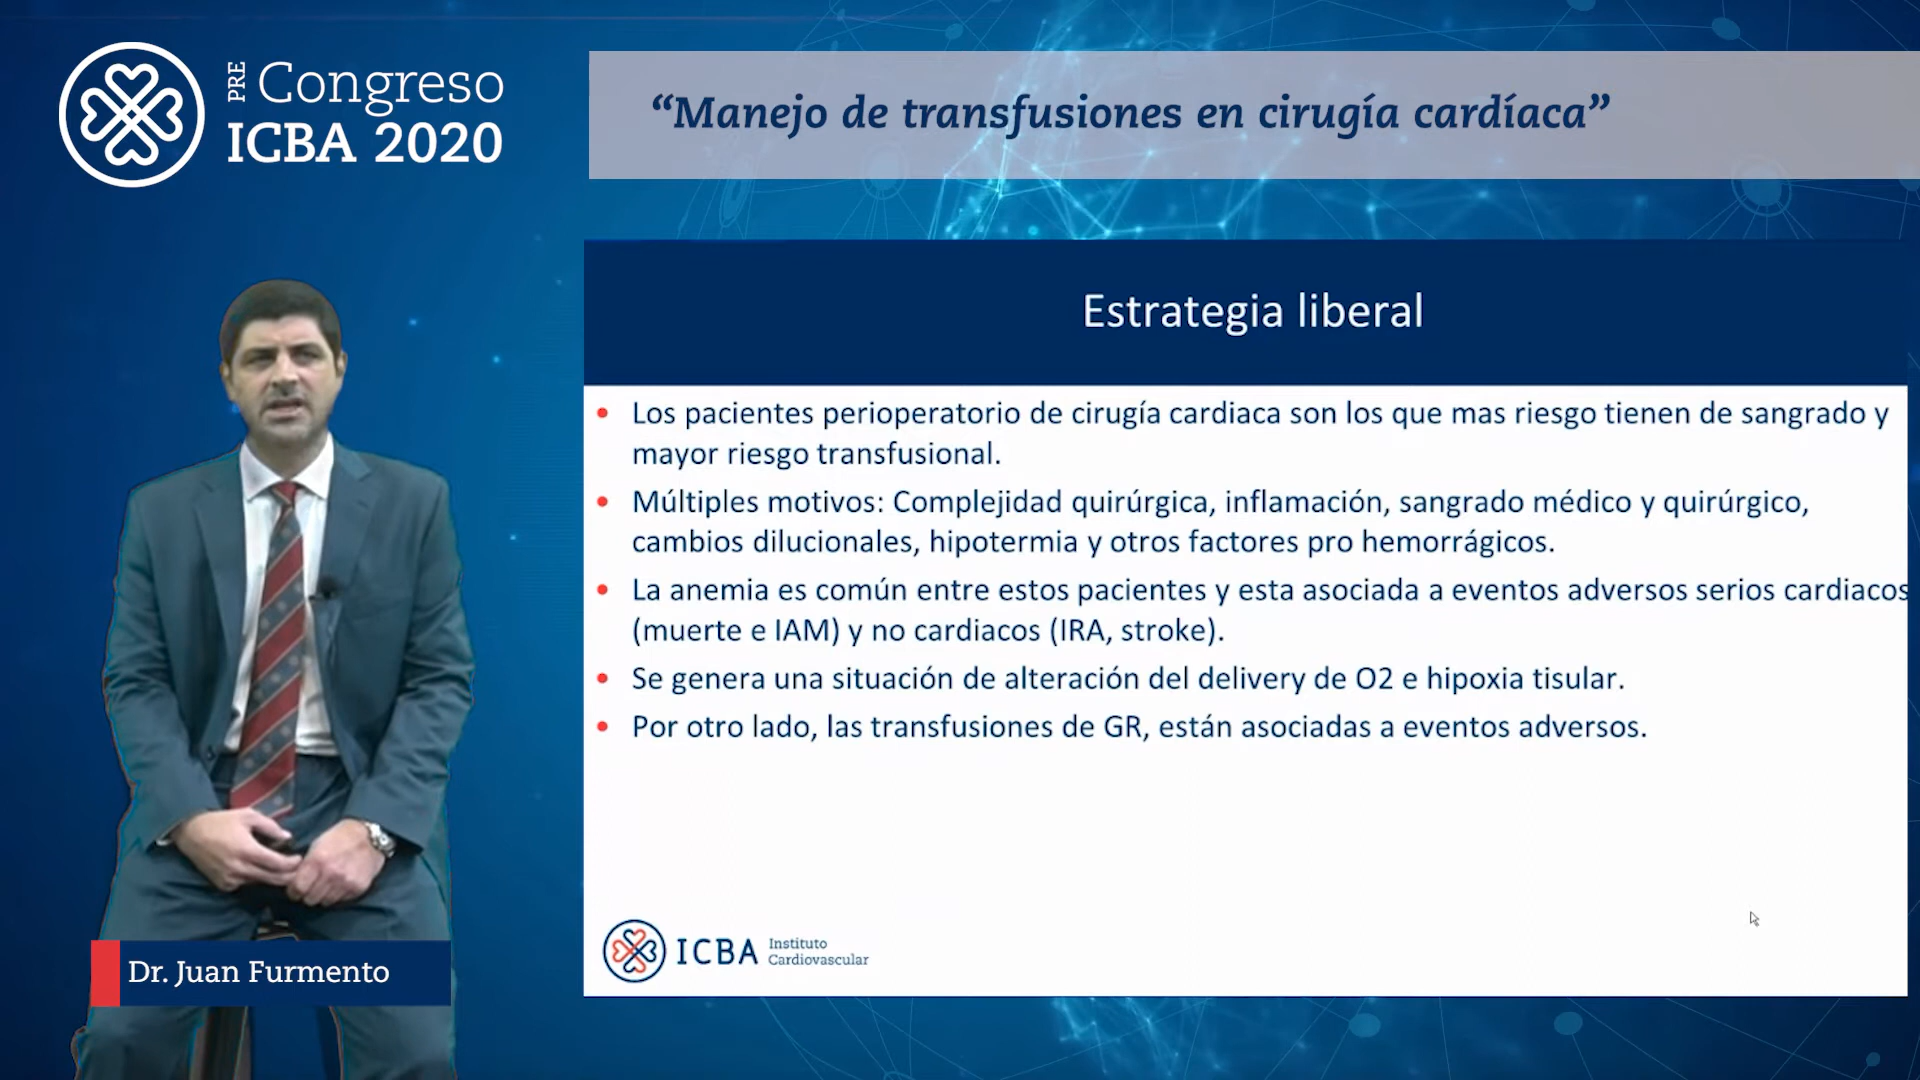 PRE Congreso
ICBA 2020
“Manejo de transfusiones en cirugía cardíaca”
Estrategia liberal
Los pacientes perioperatorio de cirugía cardiaca son los que mas riesgo tienen de sangrado y
mayor riesgo transfusional.
Múltiples motivos: Complejidad quirúrgica, inflamación, sangrado médico y quirúrgico,
cambios dilucionales, hipotermia y otros factores pro hemorrágicos.
La anemia es común entre estos pacientes y esta asociada a eventos adversos serios cardiacos
(muerte e IAM) y no cardiacos (IRA, stroke).
Se genera una situación de alteración del delivery de O2 e hipoxia tisular.
Por otro lado, las transfusiones de GR, están asociadas a eventos adversos.
ICBA Instituto
Cardiovascular
Dr. Juan Furmento